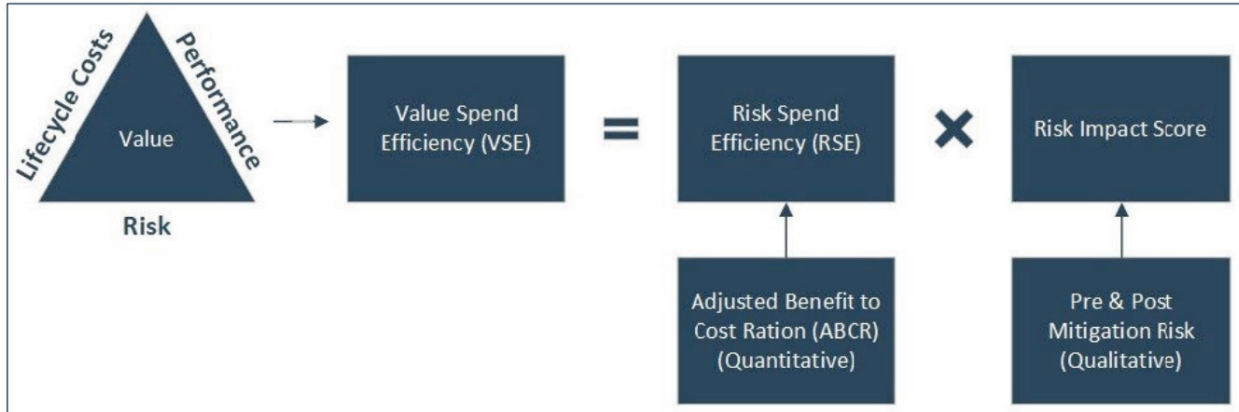 Lifecycle Costs
Performance
Value
Risk
Value Spend
Efficiency (VSE)
=
Risk Spend
Efficiency (RSE)
×
Risk Impact Score
Adjusted Benefit to
Cost Ration (ABCR)
(Quantitative)
Pre & Post
Mitigation Risk
(Qualitative)